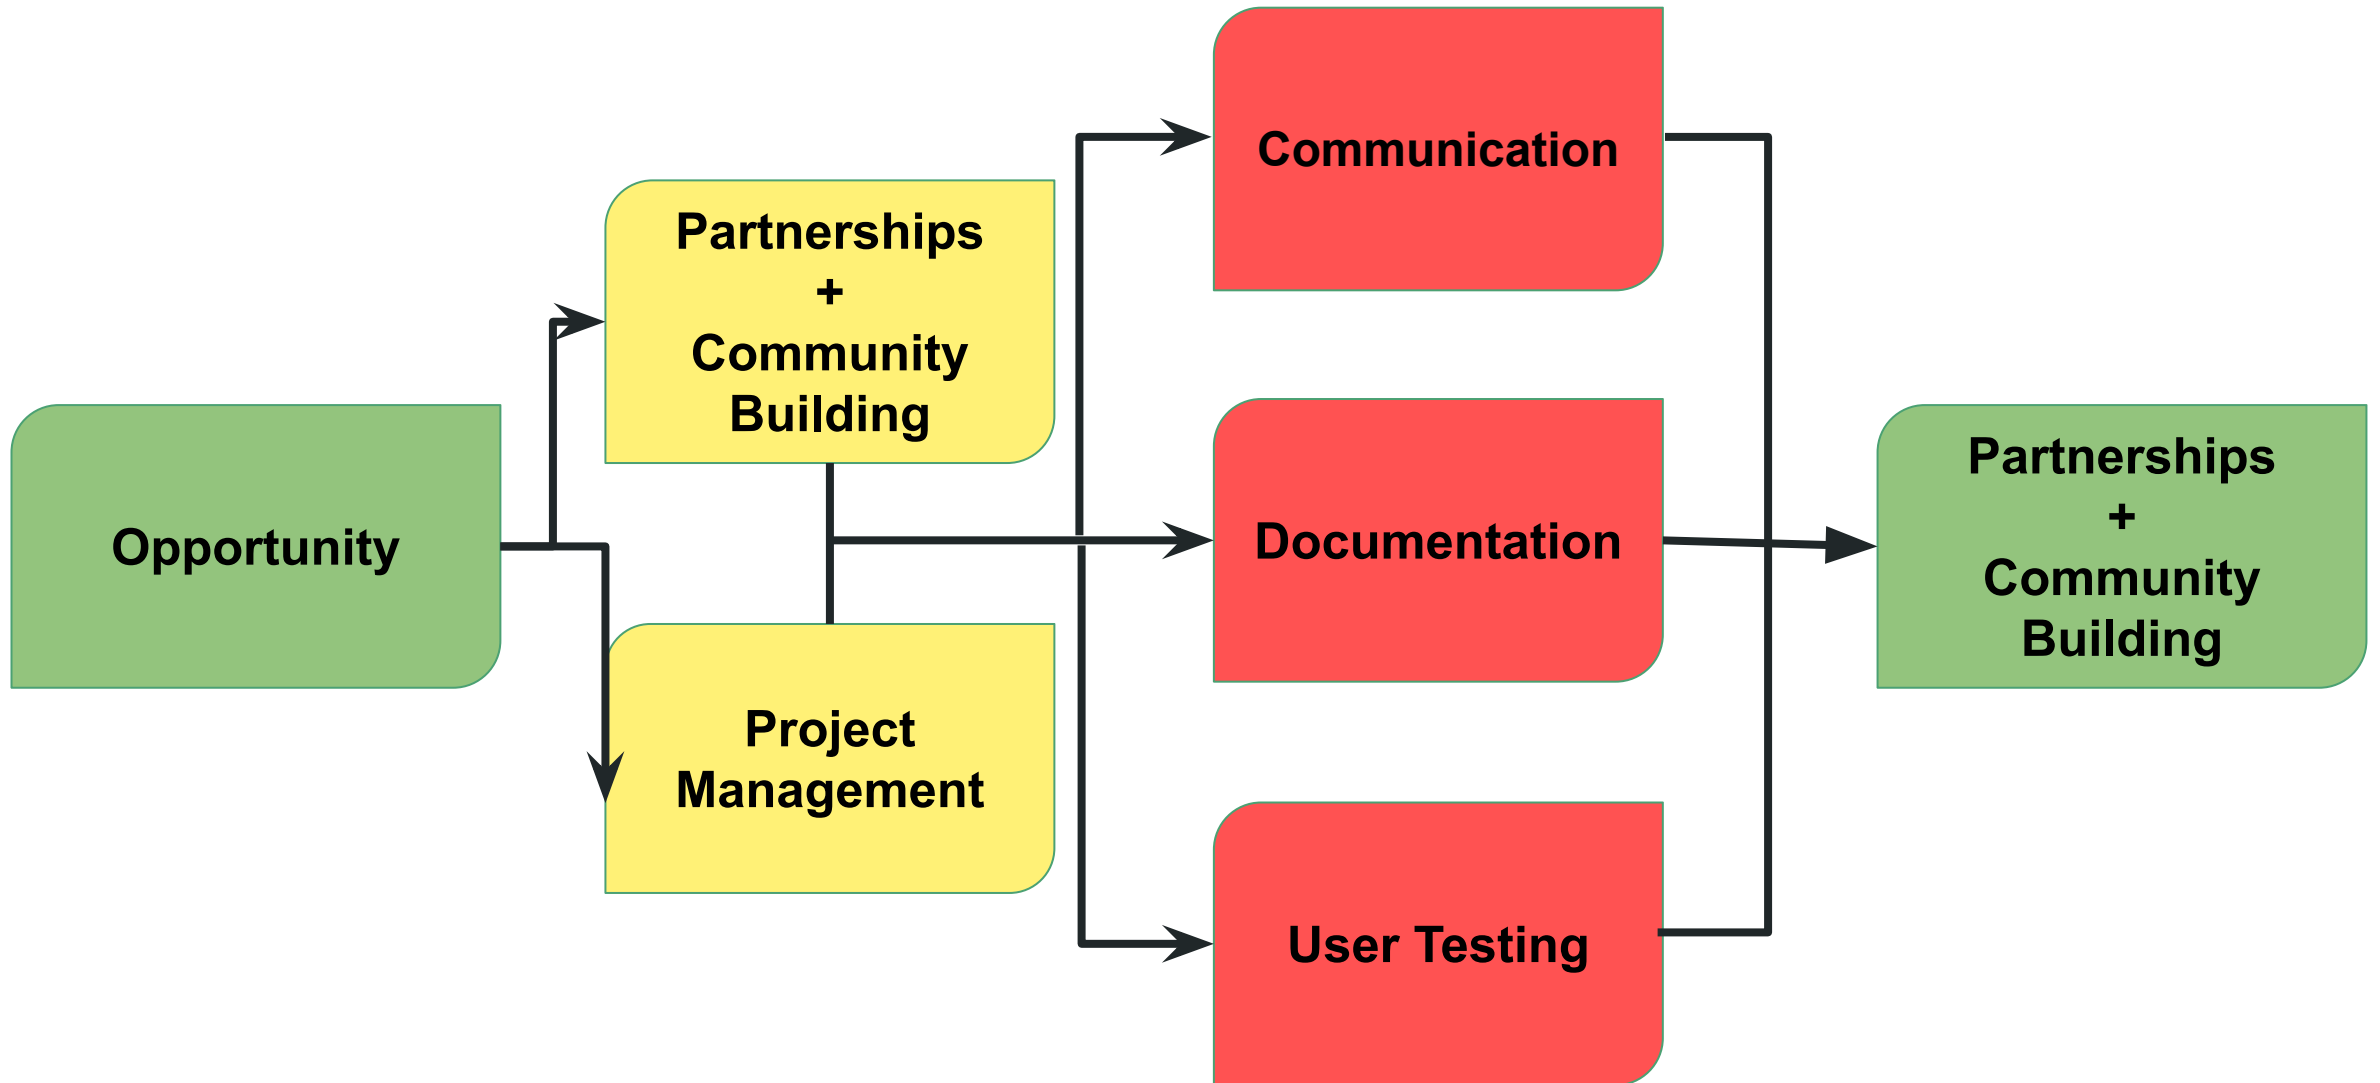 Opportunity
Partnerships
+
Community
Building
Project
Management
Communication
Documentation
User Testing
Partnerships
+
Community
Building